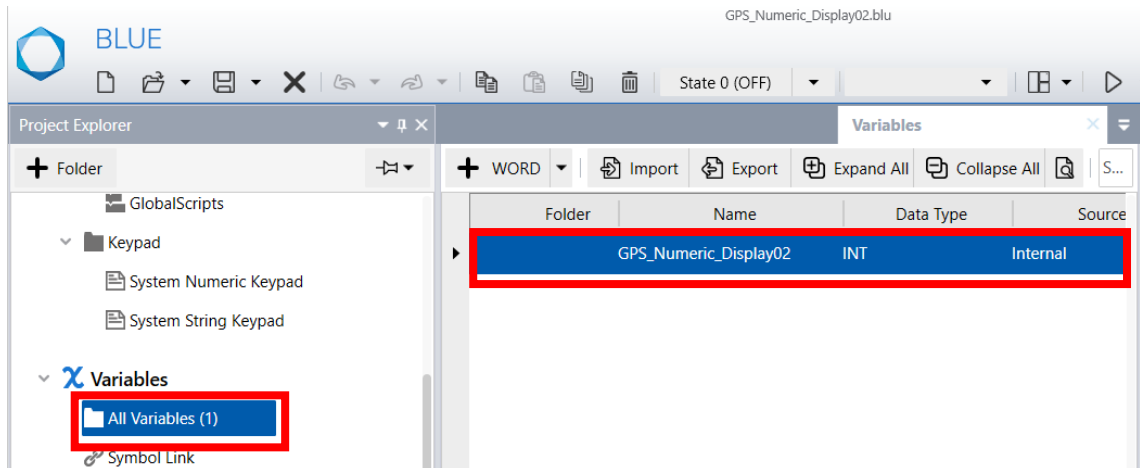 GPS_Numeric_Display02.blu
BLUE
State 0 (OFF)
Project Explorer
Variables
Folder
WORD
Import
Export
Expand All
Collapse All
S...
GlobalScripts
Keypad
System Numeric Keypad
System String Keypad
Variables
All Variables (1)
Symbol Link
Folder
Name
Data Type
Source
GPS_Numeric_Display02
INT
Internal